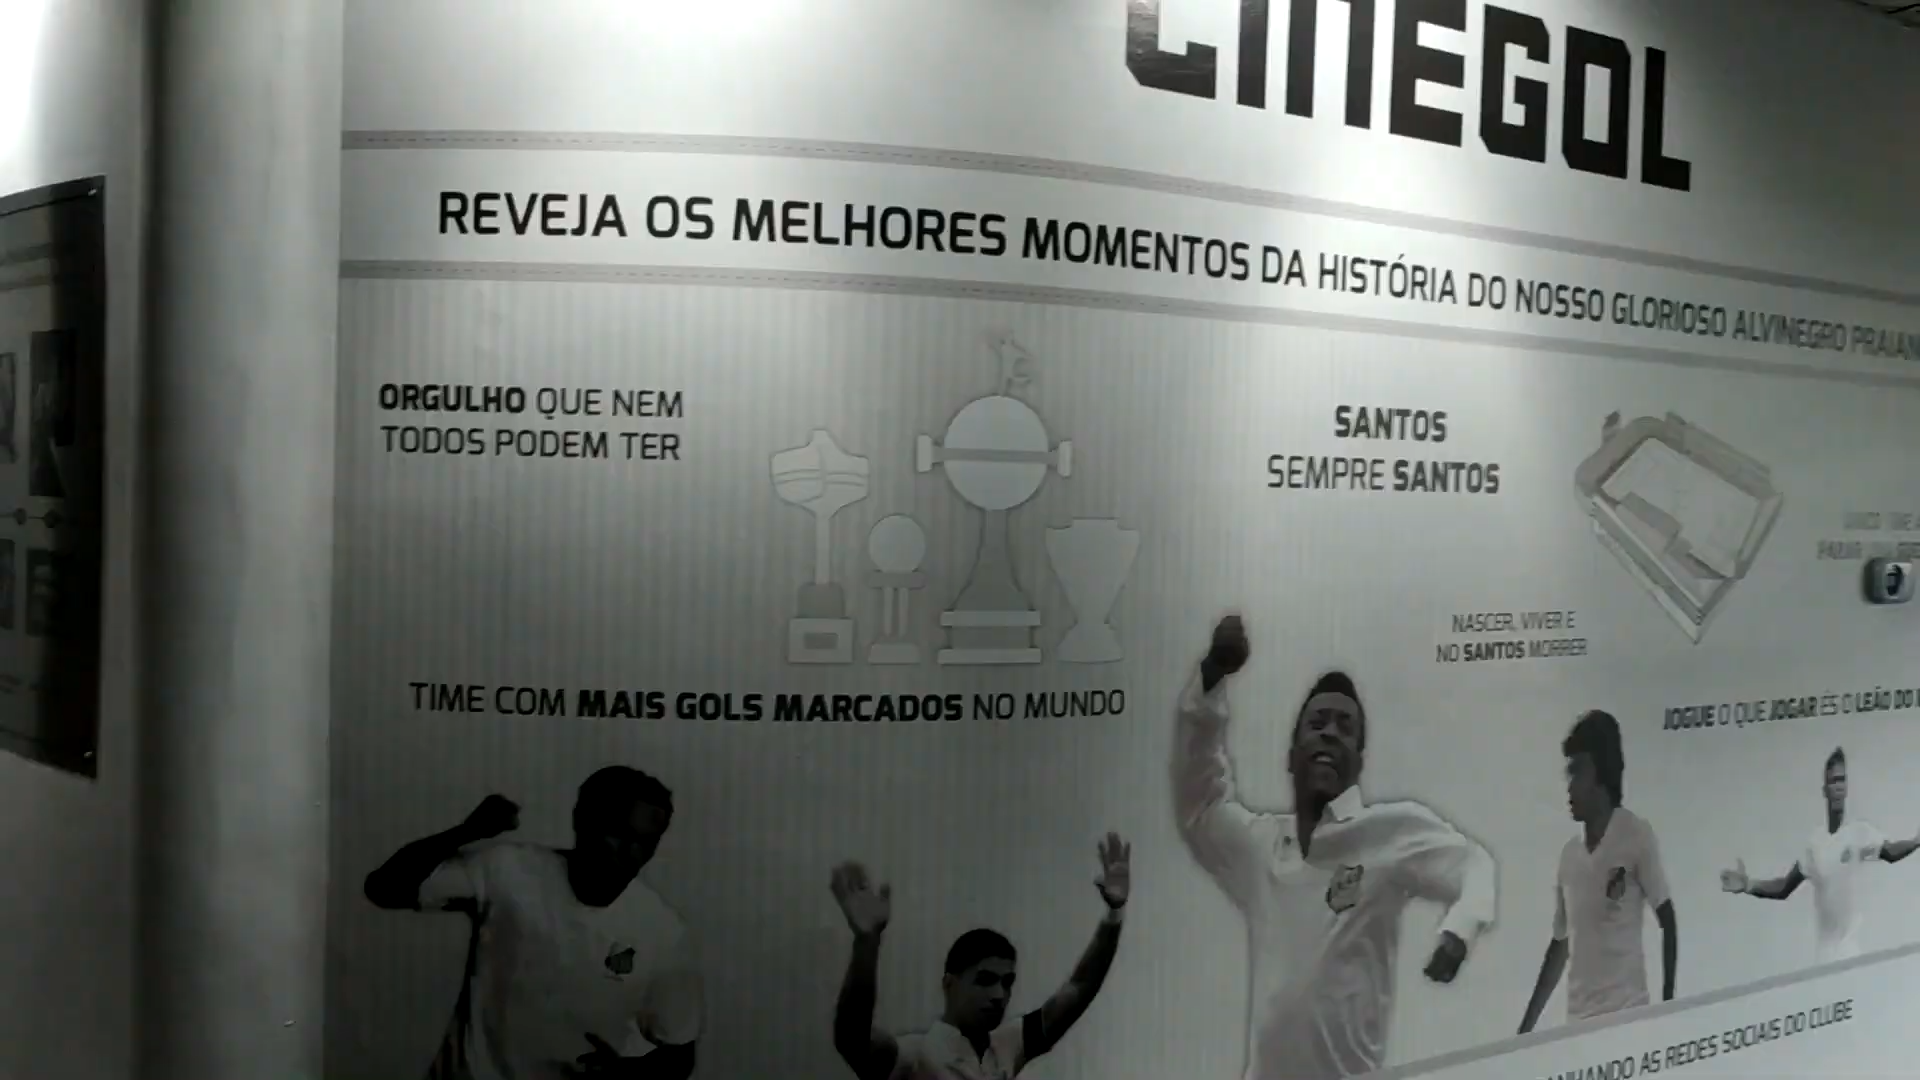 CINEGOL
REVEJA OS MELHORES MOMENTOS DA HISTÓRIA DO NOSSO GLORIOSO ALVINEGRO
ORGULHO QUE NEM
TODOS PODEM TER
SANTOS
SEMPRE SANTOS
NASCER, VIVER E
NO SANTOS MORRER
TIME COM MAIS GOLS MARCADOS NO MUNDO
JOGUE O QUE JOGAR ÉS O LEÃO DO
AS REDES SOCIAIS DO CLUBE